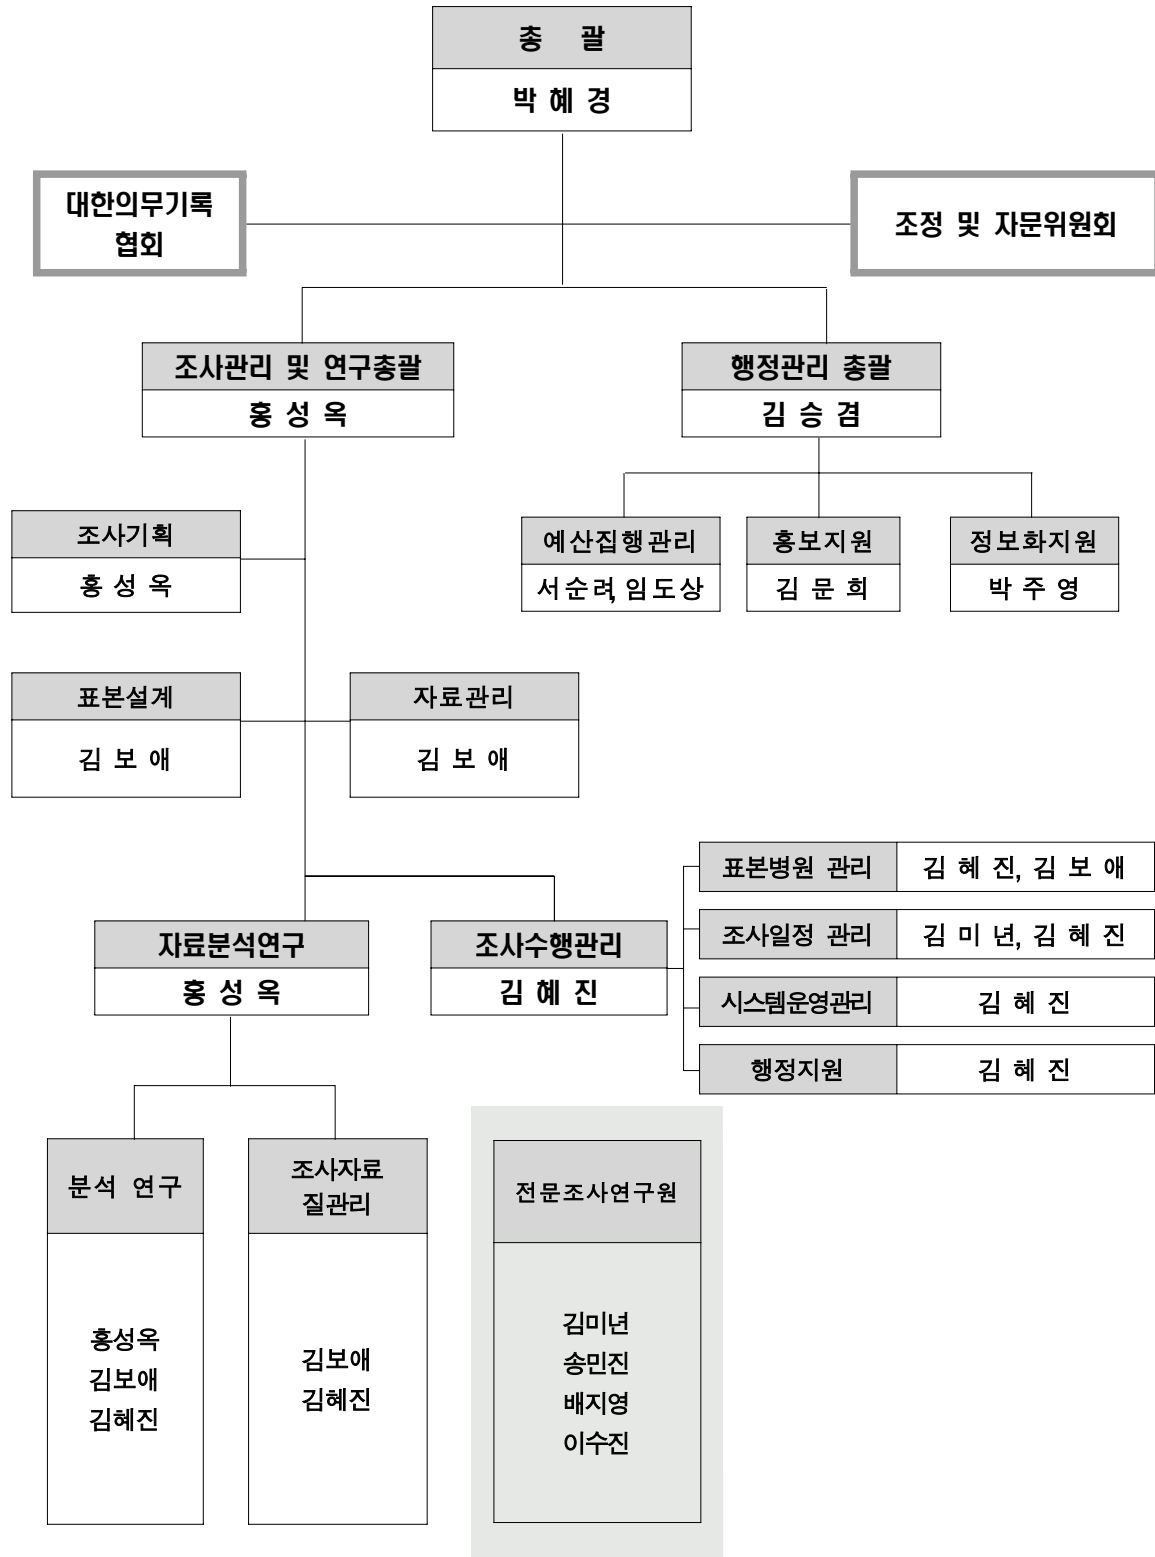 총 괄
박 혜 경
대한의무기록
협회
조정 및 자문위원회
조사관리 및 연구총괄
홍 성 옥
행정관리 총괄
김 승 겸
조사기획
홍 성 옥
예산집행관리
서순려, 임도상
홍보지원
김 문 희
정보화지원
박 주 영
표본설계
김 보 애
자료관리
김 보 애
표본병원 관리
김 혜 진, 김 보 애
조사일정 관리
김 미 년, 김 혜 진
시스템운영관리
김 혜 진
행정지원
김 혜 진
자료분석연구
홍 성 옥
조사수행관리
김 혜 진
분석 연구
홍성옥
김보애
김혜진
조사자료
질관리
김보애
김혜진
전문조사연구원
김미년
송민진
배지영
이수진